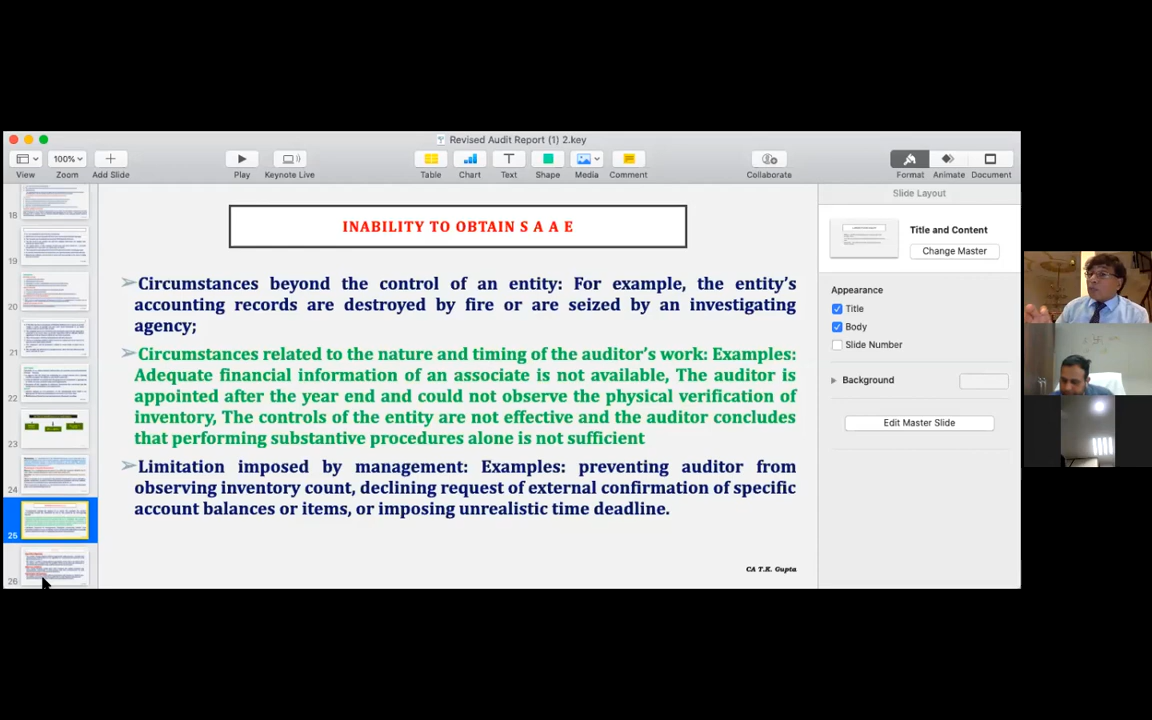 Revised Audit Report (1) 2.key
100%
View
Zoom
Add Slide
Play
Keynote Live
Table
Chart
Text
Shape
Media
Comment
Collaborate
Format
Animate
Document
18
19
20
21
22
23
24
25
26
INABILITY TO OBTAIN S A A E
Circumstances beyond the control of an entity: For example, the entity's
accounting records are destroyed by fire or are seized by an investigating
agency;
Circumstances related to the nature and timing of the auditor's work: Examples:
Adequate financial information of an associate is not available, The auditor is
appointed after the year end and could not observe the physical verification of
inventory, The controls of the entity are not effective and the auditor concludes
that performing substantive procedures alone is not sufficient
Limitation imposed by management: Examples: preventing auditor from
observing inventory count, declining request of external confirmation of specific
account balances or items, or imposing unrealistic time deadline.
CA T.K. Gupta
Slide Layout
Title and Content
Change Master
Appearance
Title
Body
Slide Number
Background
Edit Master Slide